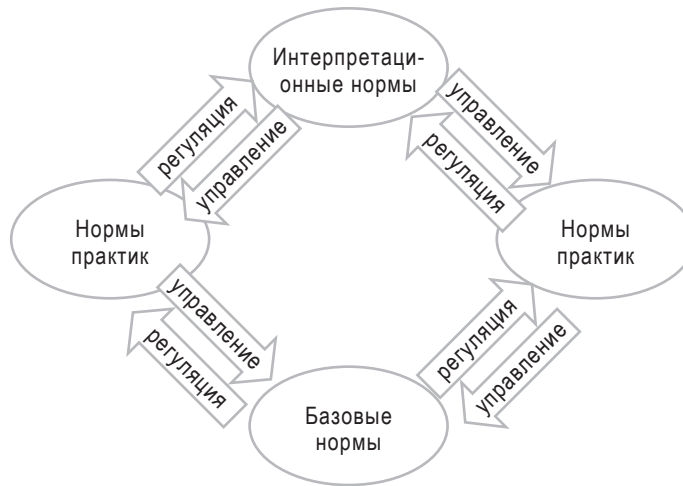 Интерпретаци-
онные нормы
регуляция
управление
управление
регуляция
Нормы
практик
Нормы
практик
управление
регуляция
регуляция
управление
Базовые
нормы